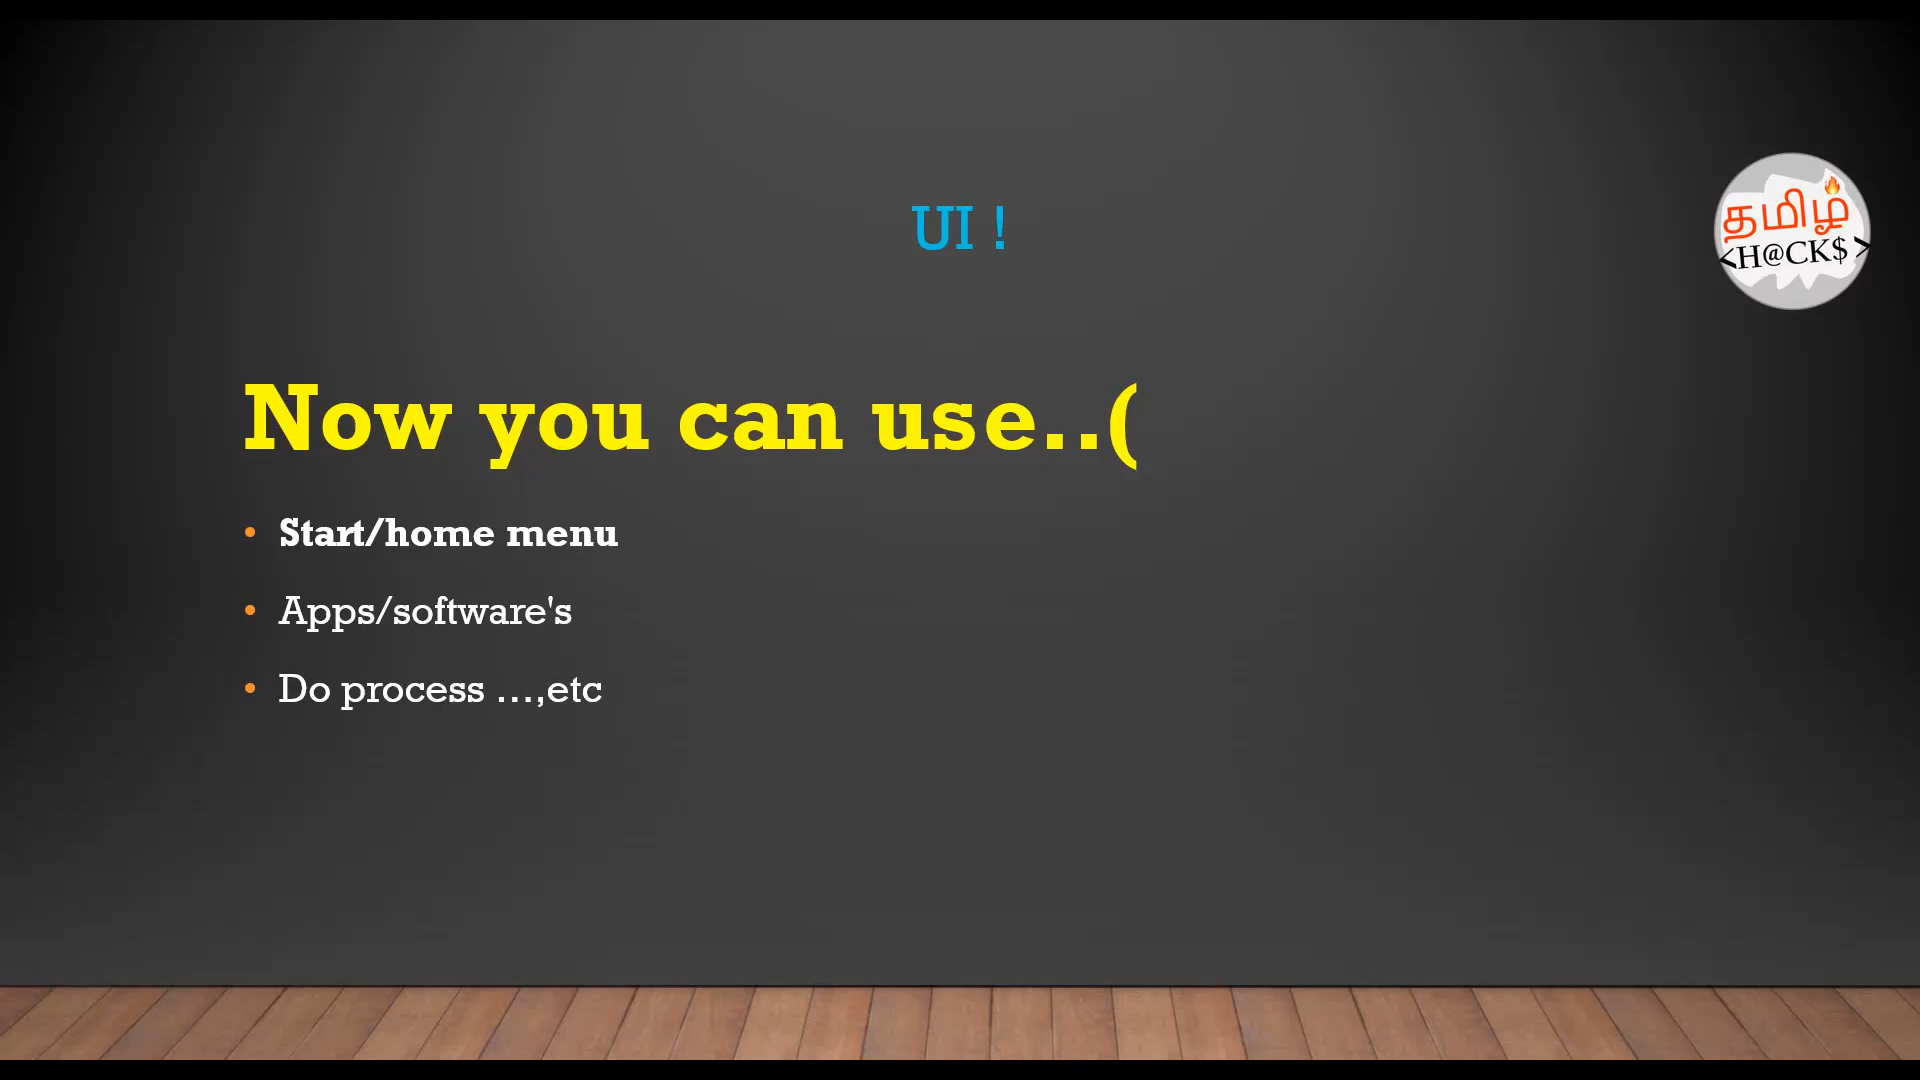 UI !
தமிழ்
<H@CK$>
Now you can use..(
• Start/home menu
• Apps/software's
• Do process ...,etc